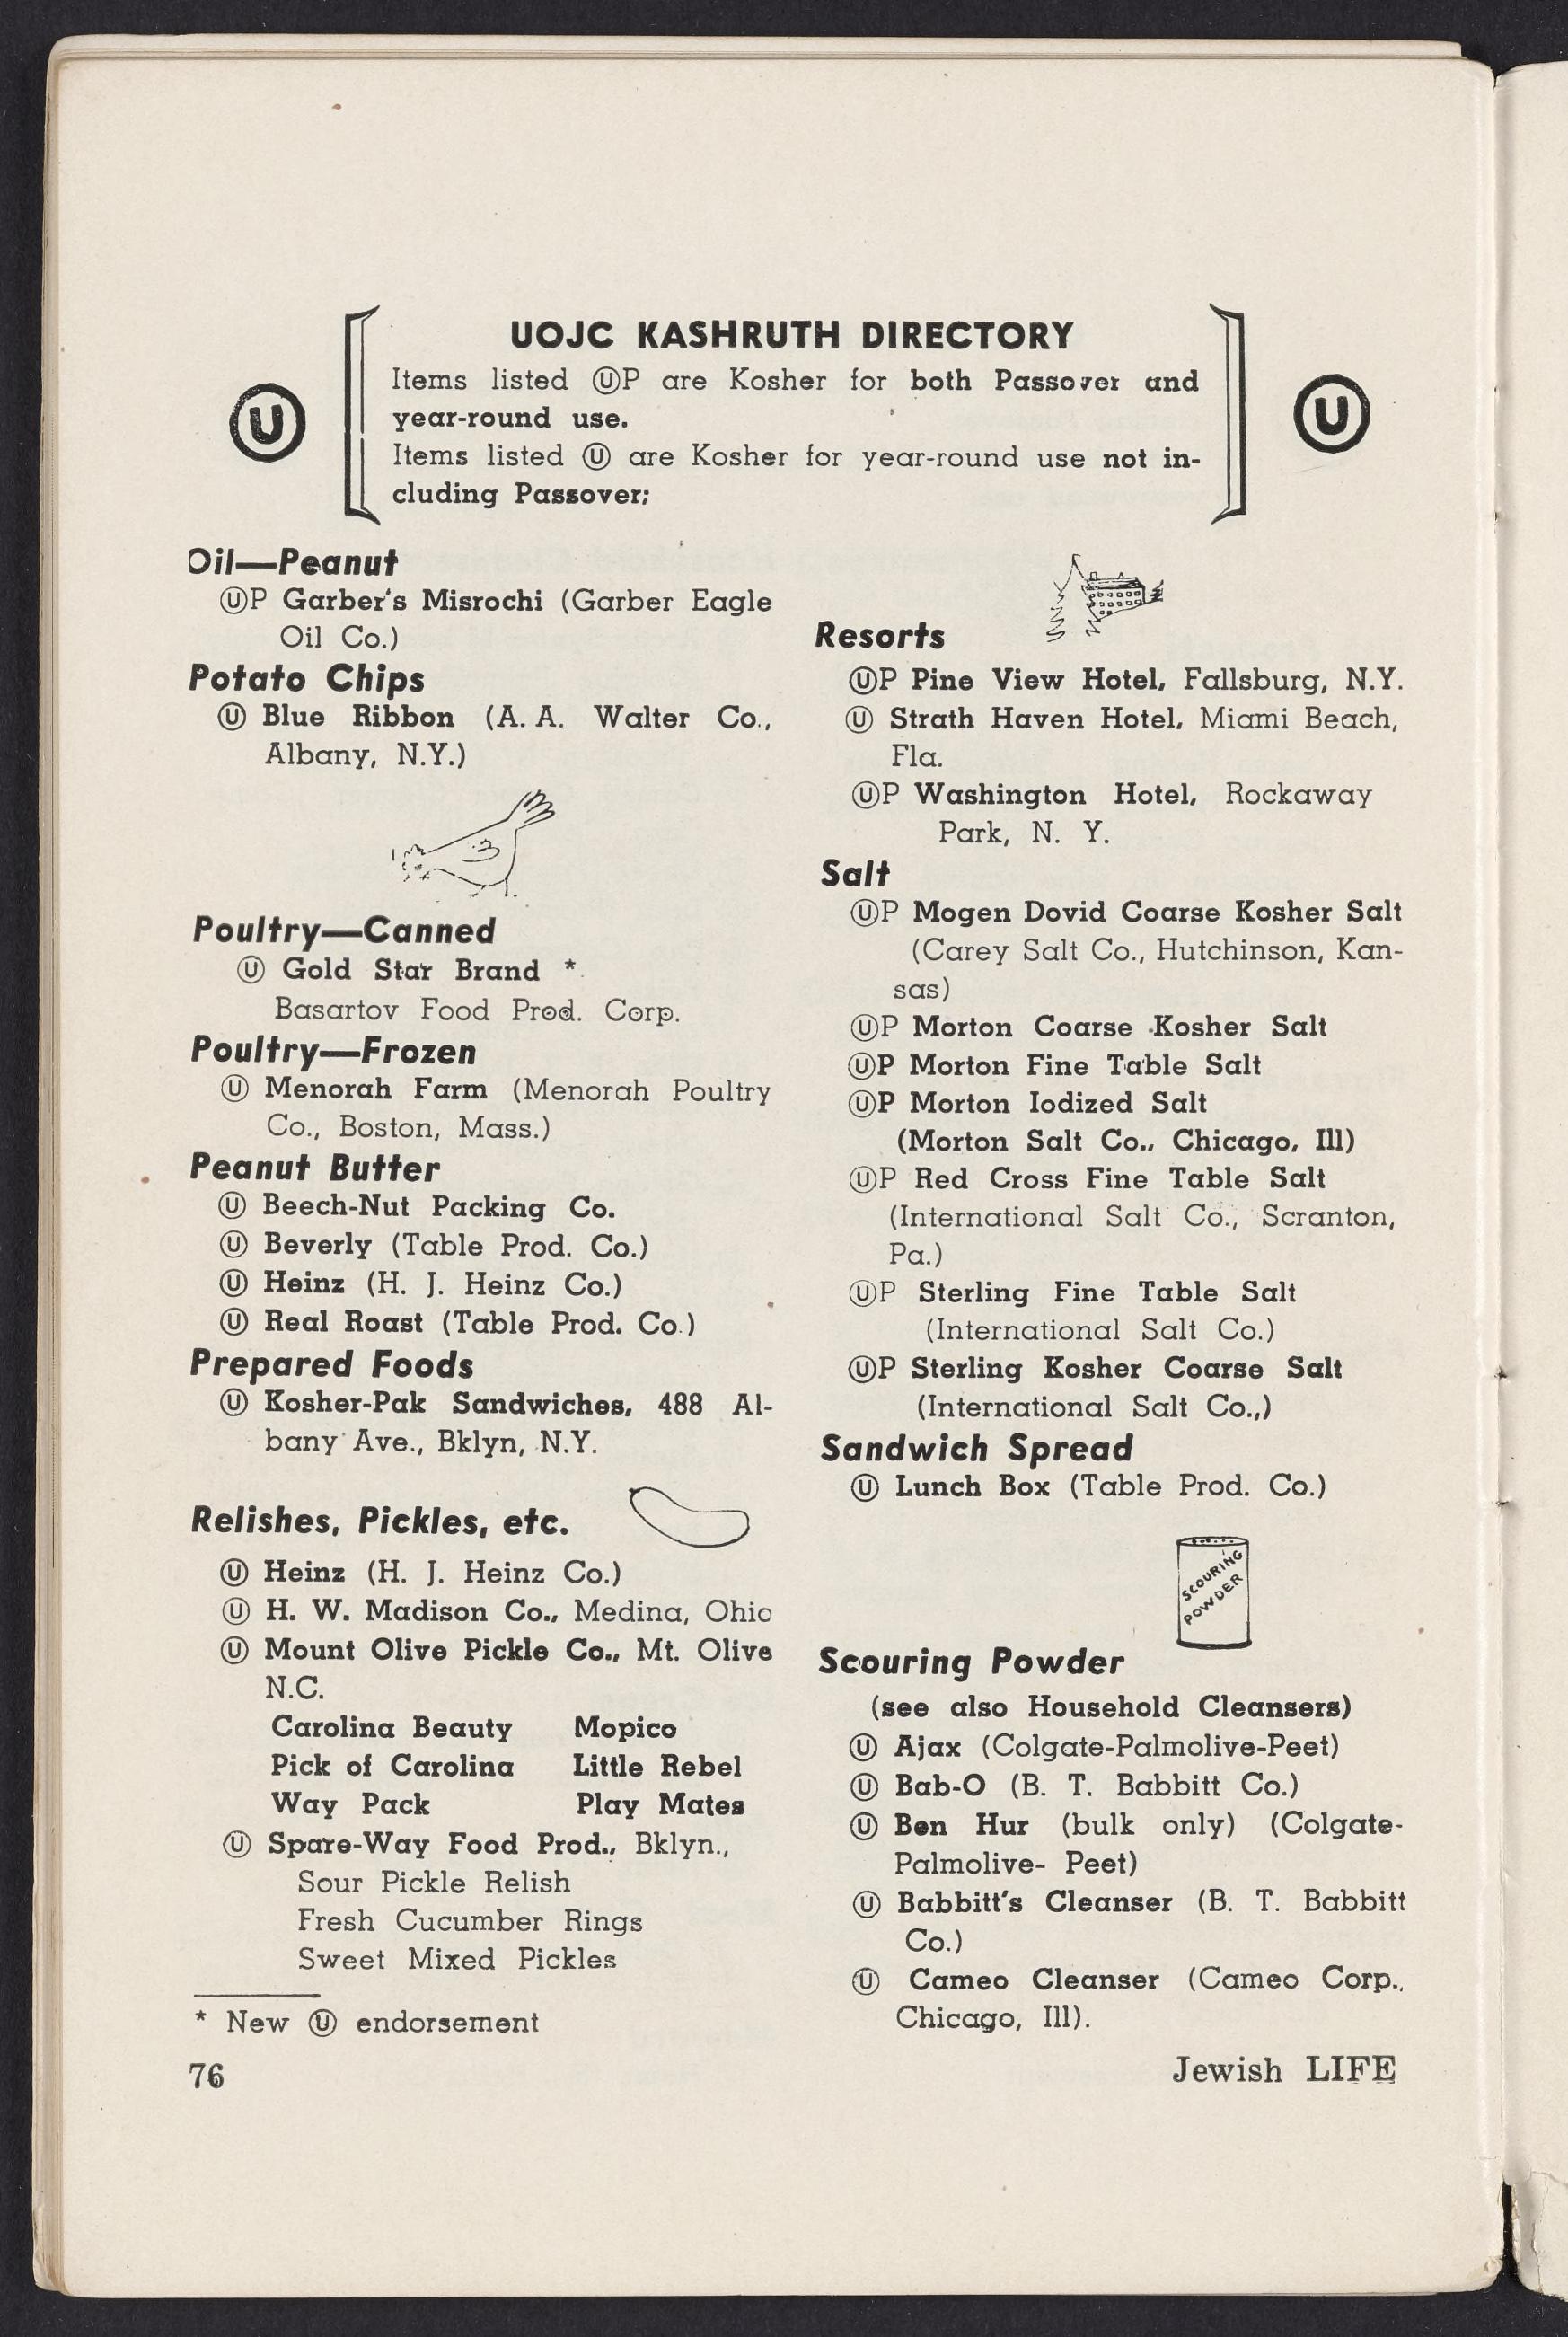 UOJC KASHRUTH DIRECTORY
Items listed ⓊP are Kosher for both Passover and
year-round use.
Items listed Ⓤ are Kosher for year-round use not in-
cluding Passover:
Ⓤ
Ⓤ
Oil—Peanut
ⓊP Garber's Misrochi (Garber Eagle
Oil Co.)
Potato Chips
Ⓤ Blue Ribbon (A. A. Walter Co.,
Albany, N.Y.)
Poultry—Canned
Ⓤ Gold Star Brand *
Basartov Food Prod. Corp.
Poultry—Frozen
Ⓤ Menorah Farm (Menorah Poultry
Co., Boston, Mass.)
Peanut Butter
Ⓤ Beech-Nut Packing Co.
Ⓤ Beverly (Table Prod. Co.)
Ⓤ Heinz (H. J. Heinz Co.)
Ⓤ Real Roast (Table Prod. Co.)
Prepared Foods
Ⓤ Kosher-Pak Sandwiches, 488 Al-
bany Ave., Bklyn, N.Y.
Relishes, Pickles, etc.
Ⓤ Heinz (H. J. Heinz Co.)
Ⓤ H. W. Madison Co., Medina, Ohio
Ⓤ Mount Olive Pickle Co., Mt. Olive
N.C.
Carolina Beauty Mopico
Pick of Carolina Little Rebel
Way Pack Play Mates
Ⓤ Spare-Way Food Prod., Bklyn.,
Sour Pickle Relish
Fresh Cucumber Rings
Sweet Mixed Pickles
* New Ⓤ endorsement
Resorts
ⓊP Pine View Hotel, Fallsburg, N.Y.
Ⓤ Strath Haven Hotel, Miami Beach,
Fla.
ⓊP Washington Hotel, Rockaway
Park, N. Y.
Salt
ⓊP Mogen Dovid Coarse Kosher Salt
(Carey Salt Co., Hutchinson, Kan-
sas)
ⓊP Morton Coarse Kosher Salt
ⓊP Morton Fine Table Salt
ⓊP Morton Iodized Salt
(Morton Salt Co., Chicago, Ill)
ⓊP Red Cross Fine Table Salt
(International Salt Co., Scranton,
Pa.)
ⓊP Sterling Fine Table Salt
(International Salt Co.)
ⓊP Sterling Kosher Coarse Salt
(International Salt Co.,)
Sandwich Spread
Ⓤ Lunch Box (Table Prod. Co.)
SCOURING
POWDER
Scouring Powder
(see also Household Cleansers)
Ⓤ Ajax (Colgate-Palmolive-Peet)
Ⓤ Bab-O (B. T. Babbitt Co.)
Ⓤ Ben Hur (bulk only) (Colgate-
Palmolive- Peet)
Ⓤ Babbitt's Cleanser (B. T. Babbitt
Co.)
Ⓤ Cameo Cleanser (Cameo Corp.,
Chicago, Ill).
76
Jewish LIFE